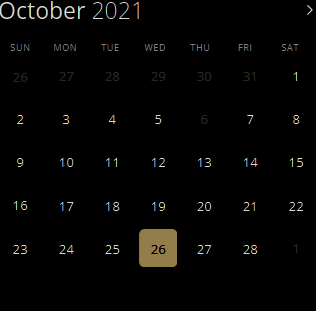 October 2021
SUN MON TUE WED THU FRI SAT
26 27 28 29 30 31 1
2 3 4 5 6 7 8
9 10 11 12 13 14 15
16 17 18 19 20 21 22
23 24 25 26 27 28 1